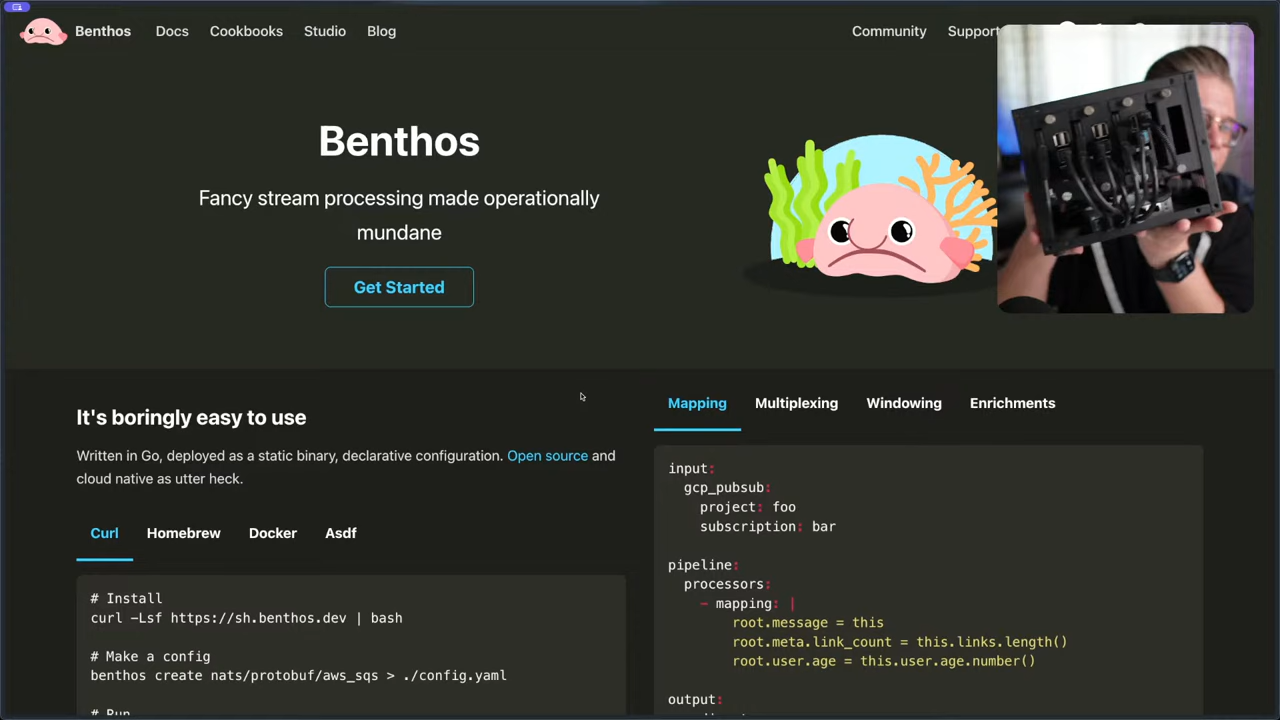 Benthos
Docs
Cookbooks
Studio
Blog
Community
Support
Benthos
Fancy stream processing made operationally
mundane
Get Started
It's boringly easy to use
Written in Go, deployed as a static binary, declarative configuration. Open source and
cloud native as utter heck.
Curl
Homebrew
Docker
Asdf
# Install
curl -Lsf https://sh.benthos.dev | bash
# Make a config
benthos create nats/protobuf/aws_sqs > ./config.yaml
# Run
Mapping
Multiplexing
Windowing
Enrichments
input:
gcp_pubsub:
project: foo
subscription: bar
pipeline:
processors:
- mapping: |
root.message = this
root.meta.link_count = this.links.length()
root.user.age = this.user.age.number()
output: